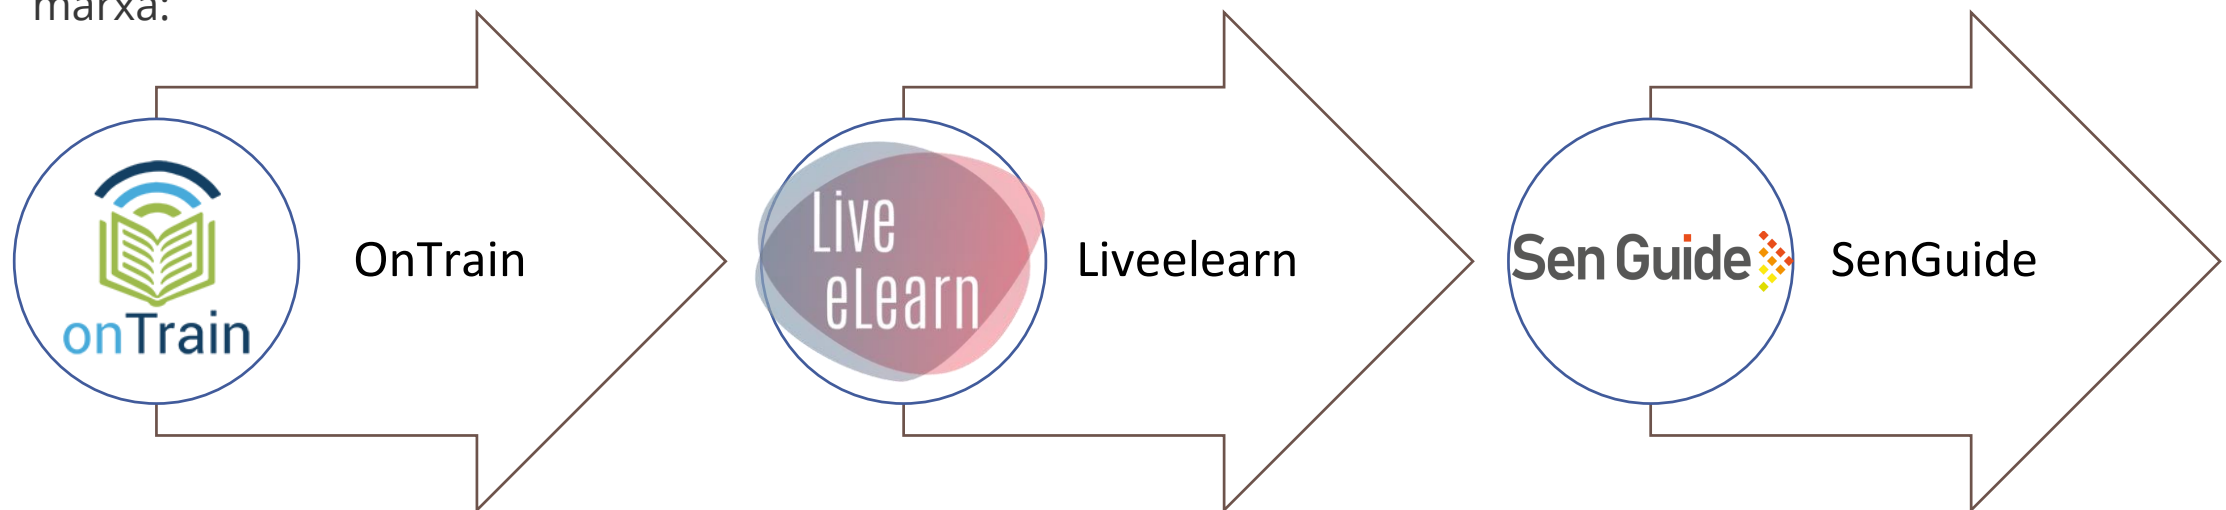 marxa:
onTrain
OnTrain
Live
eLearn
Liveelearn
Sen Guide
SenGuide